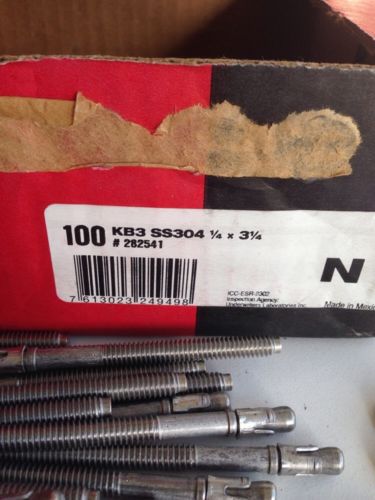 100 KB3 SS304 ¼ x 3¼
# 282541
7 613023 249498
N
ICC-ESR-2302
Inspection Agency:
Underwriters Laboratories Inc.
Made in Mexi